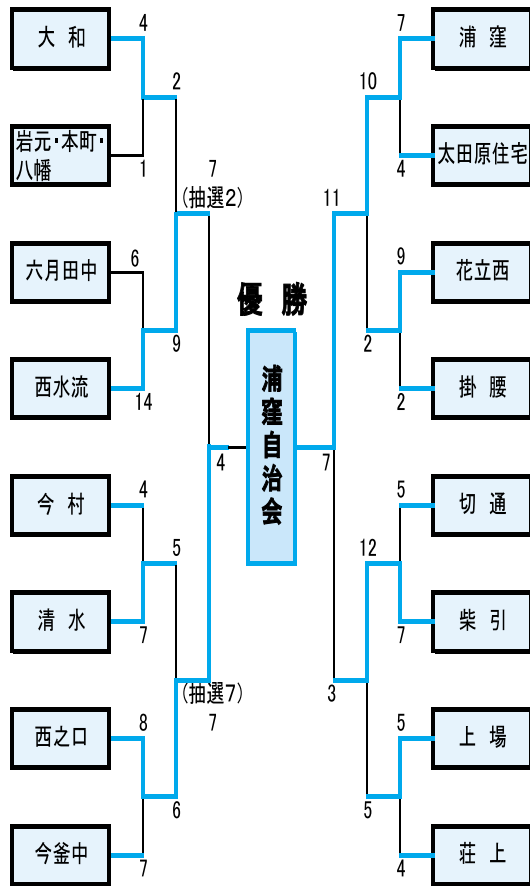 大和
4
岩元・本町・
八幡
1
2
六月田中
6
西水流
14
9
7
(抽選2)
今村
4
清水
7
5
西之口
8
今釜中
7
6
(抽選7)
7
4
優勝
浦窪自治会
7
浦窪
7
太田原住宅
4
10
花立西
9
掛腰
2
2
11
切通
5
柴引
7
12
上場
5
荘上
4
5
3